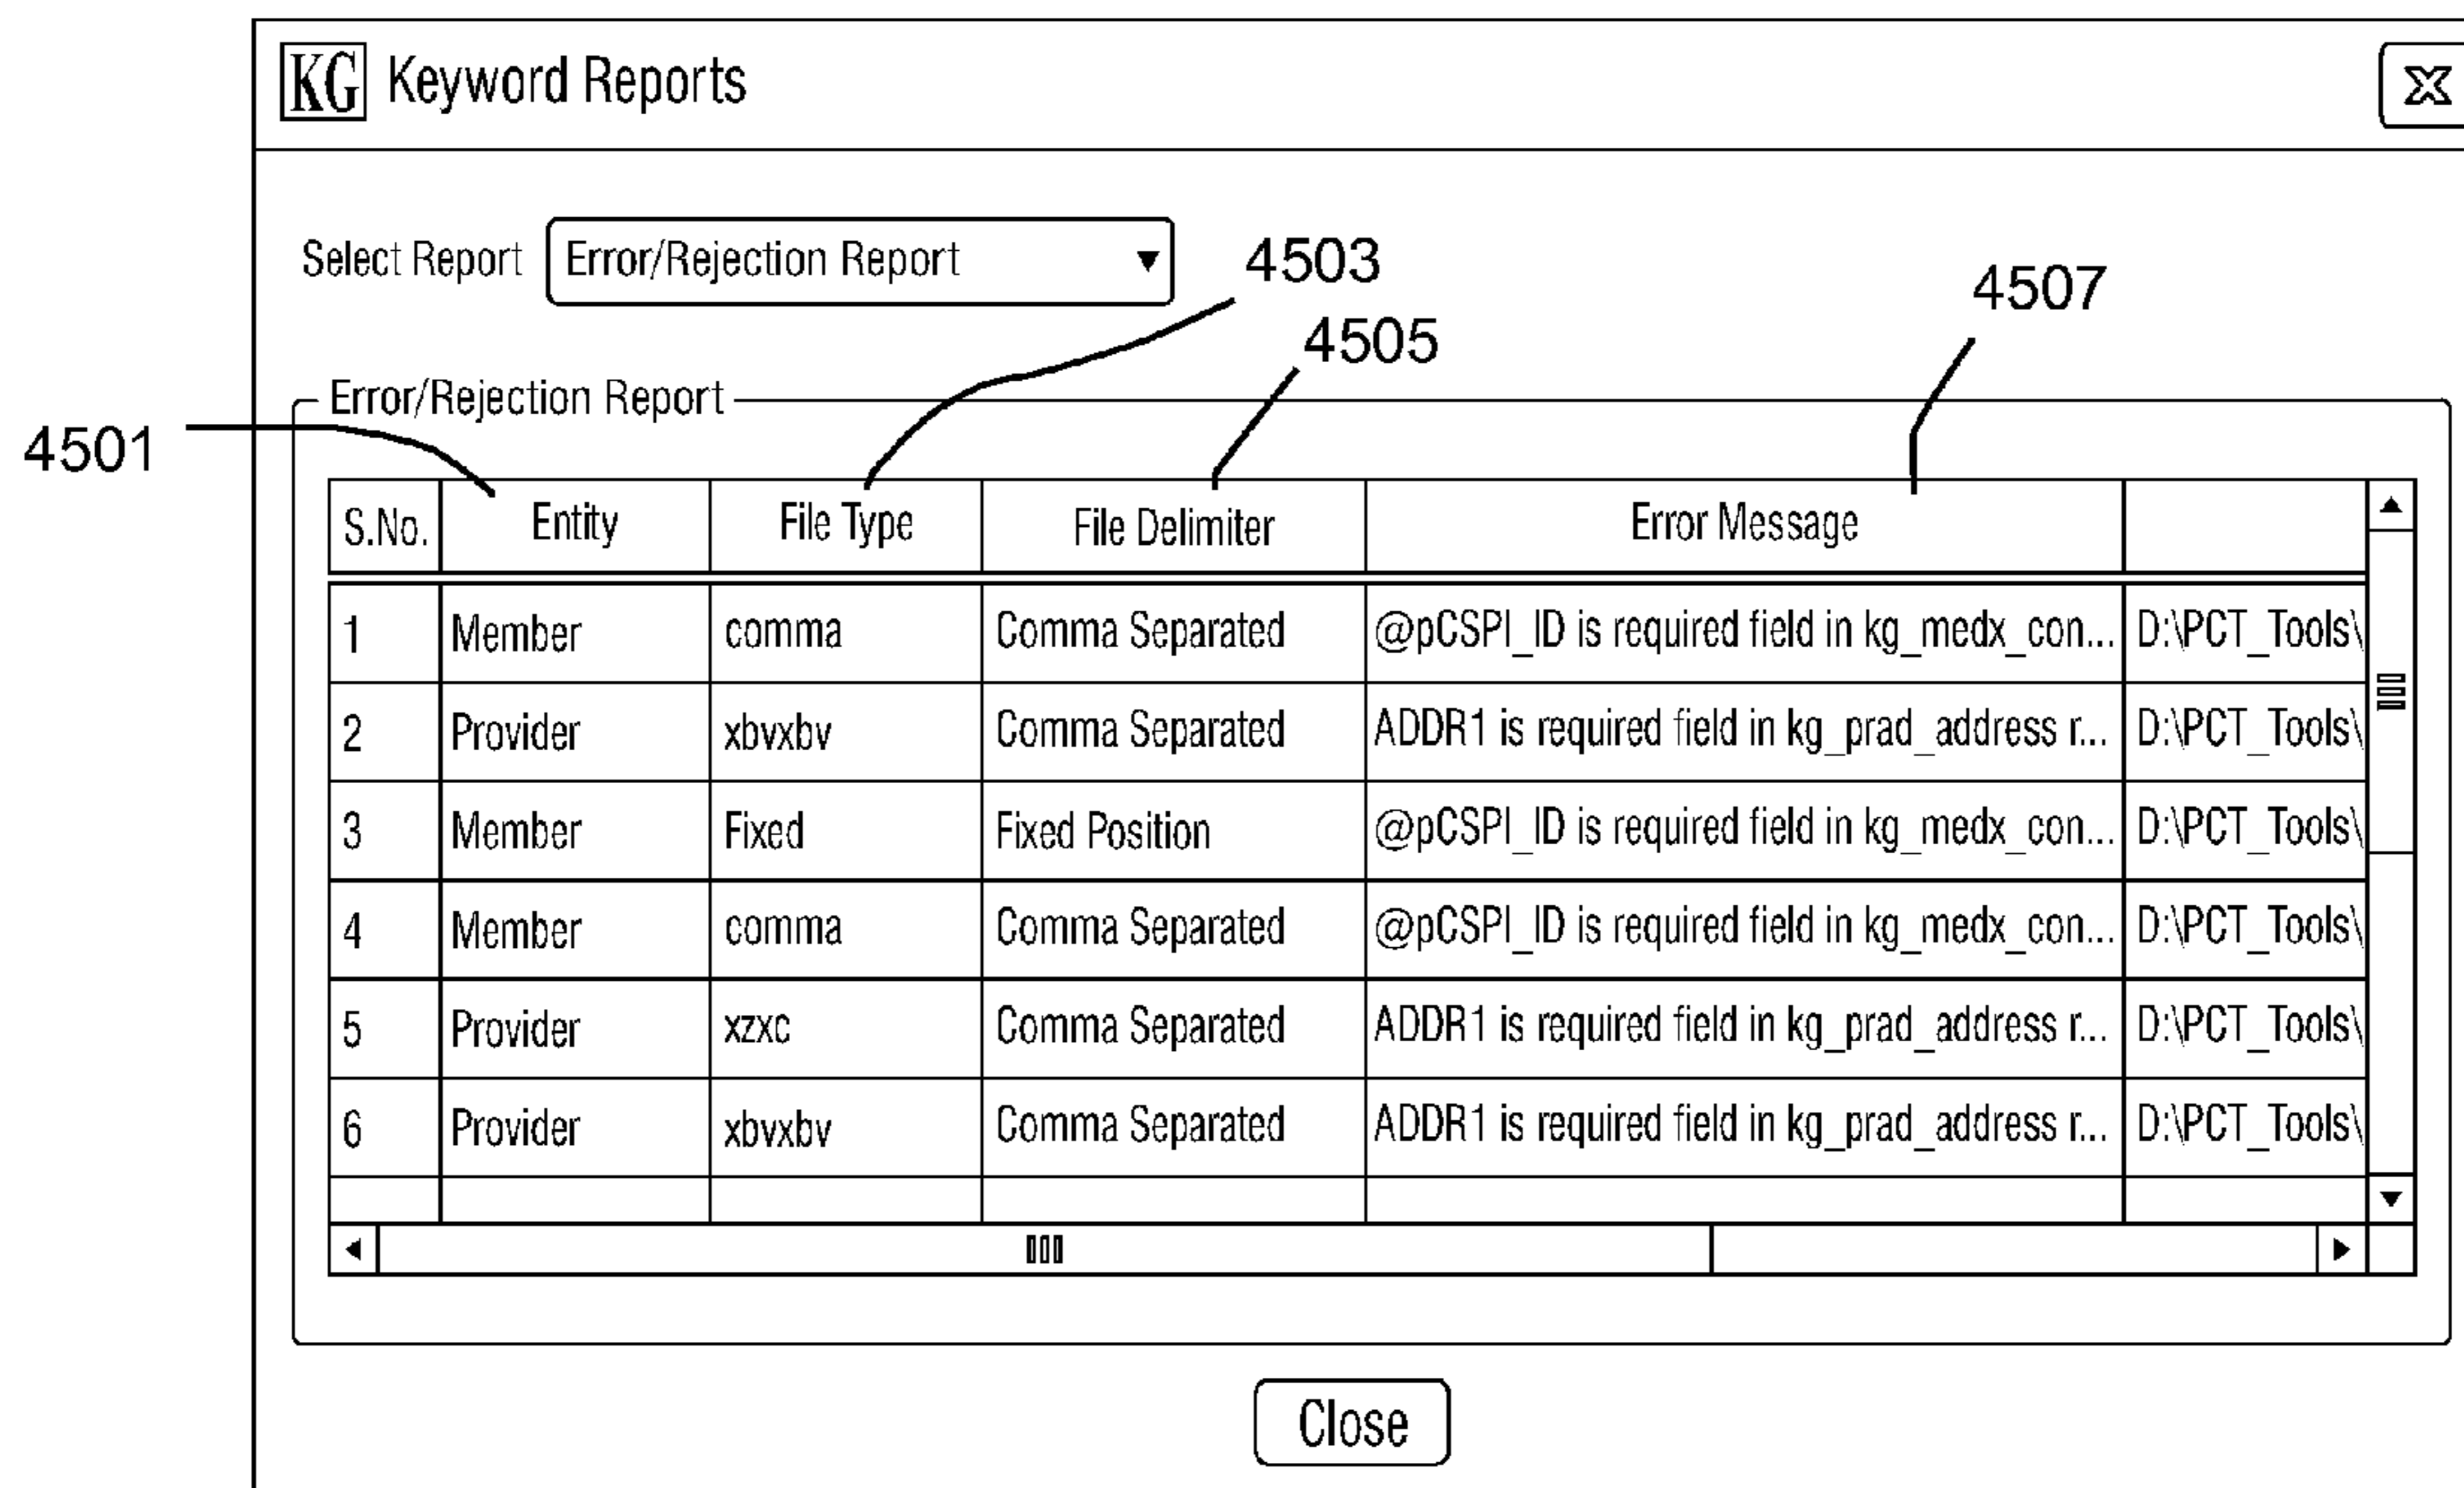 KG Keyword Reports
Select Report Error/Rejection Report
4503
4507
4505
Error/Rejection Report
4501
S.No. Entity File Type File Delimiter Error Message
1 Member comma Comma Separated @pCSPI_ID is required field in kg_medx_con... D:\PCT_Tools\
2 Provider xbvxbv Comma Separated ADDR1 is required field in kg_prad_address r... D:\PCT_Tools\
3 Member Fixed Fixed Position @pCSPI_ID is required field in kg_medx_con... D:\PCT_Tools\
4 Member comma Comma Separated @pCSPI_ID is required field in kg_medx_con... D:\PCT_Tools\
5 Provider xzxc Comma Separated ADDR1 is required field in kg_prad_address r... D:\PCT_Tools\
6 Provider xbvxbv Comma Separated ADDR1 is required field in kg_prad_address r... D:\PCT_Tools\
Close